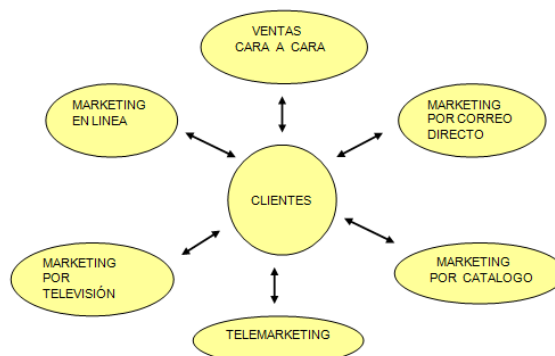 VENTAS
CARA A CARA
MARKETING
EN LINEA
MARKETING
POR CORREO
DIRECTO
CLIENTES
MARKETING
POR
TELEVISIÓN
MARKETING
POR CATALOGO
TELEMARKETING